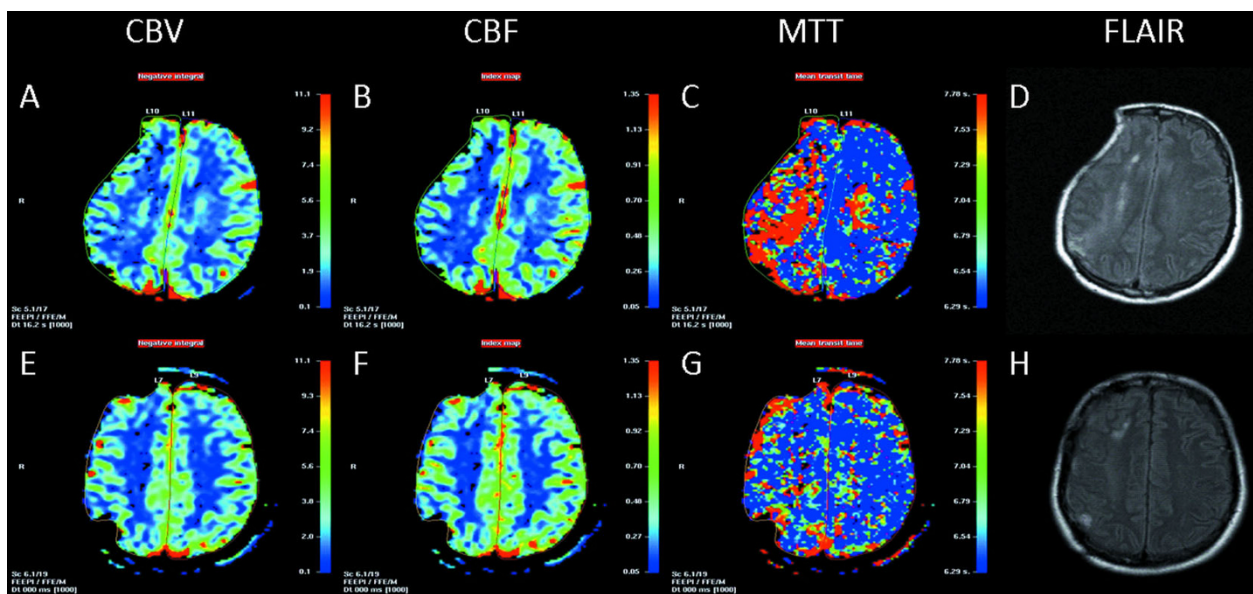 CBV CBF MTT FLAIR
A
Negative integral
L10 L11
11.1
9.2
7.4
5.6
3.7
1.9
0.1
R
Sc 5.1/17
FEEPI / FFE/M
Dt 16.2 s [1000]
B
Index map
L10 L11
1.35
1.13
0.91
0.70
0.48
0.26
0.05
R
Sc 5.1/17
FEEPI / FFE/M
Dt 16.2 s [1000]
C
Mean transit time
L10 L11
7.78 s.
7.53
7.29
7.04
6.79
6.54
6.29 s.
R
Sc 5.1/17
FEEPI / FFE/M
Dt 16.2 s [1000]
D
E
Negative integral
L7
11.1
9.3
7.4
5.6
3.8
2.0
0.1
R
Sc 6.1/19
FEEPI / FFE/M
Dt 000 ms [1000]
F
Index map
L7
1.35
1.13
0.92
0.70
0.48
0.27
0.05
R
Sc 6.1/19
FEEPI / FFE/M
Dt 000 ms [1000]
G
Mean transit time
L7
7.78 s.
7.53
7.29
7.04
6.79
6.54
6.29 s.
R
Sc 6.1/19
FEEPI / FFE/M
Dt 000 ms [1000]
H